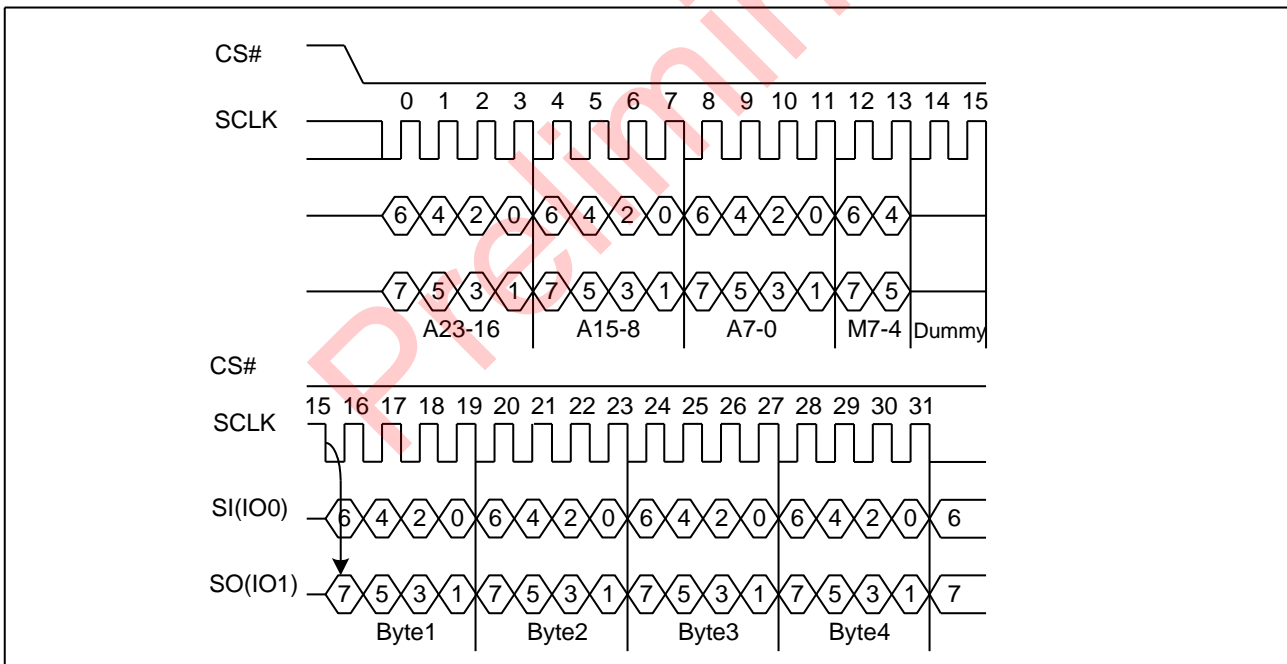 CS#
0 1 2 3 4 5 6 7 8 9 10 11 12 13 14 15
SCLK
6 4 2 0 6 4 2 0 6 4 2 0 6 4
7 5 3 1 7 5 3 1 7 5 3 1 7 5
A23-16 A15-8 A7-0 M7-4 Dummy
CS#
15 16 17 18 19 20 21 22 23 24 25 26 27 28 29 30 31
SCLK
SI(IO0) 6 4 2 0 6 4 2 0 6 4 2 0 6 4 2 0 6
SO(IO1) 7 5 3 1 7 5 3 1 7 5 3 1 7 5 3 1 7
Byte1 Byte2 Byte3 Byte4
Prelimin